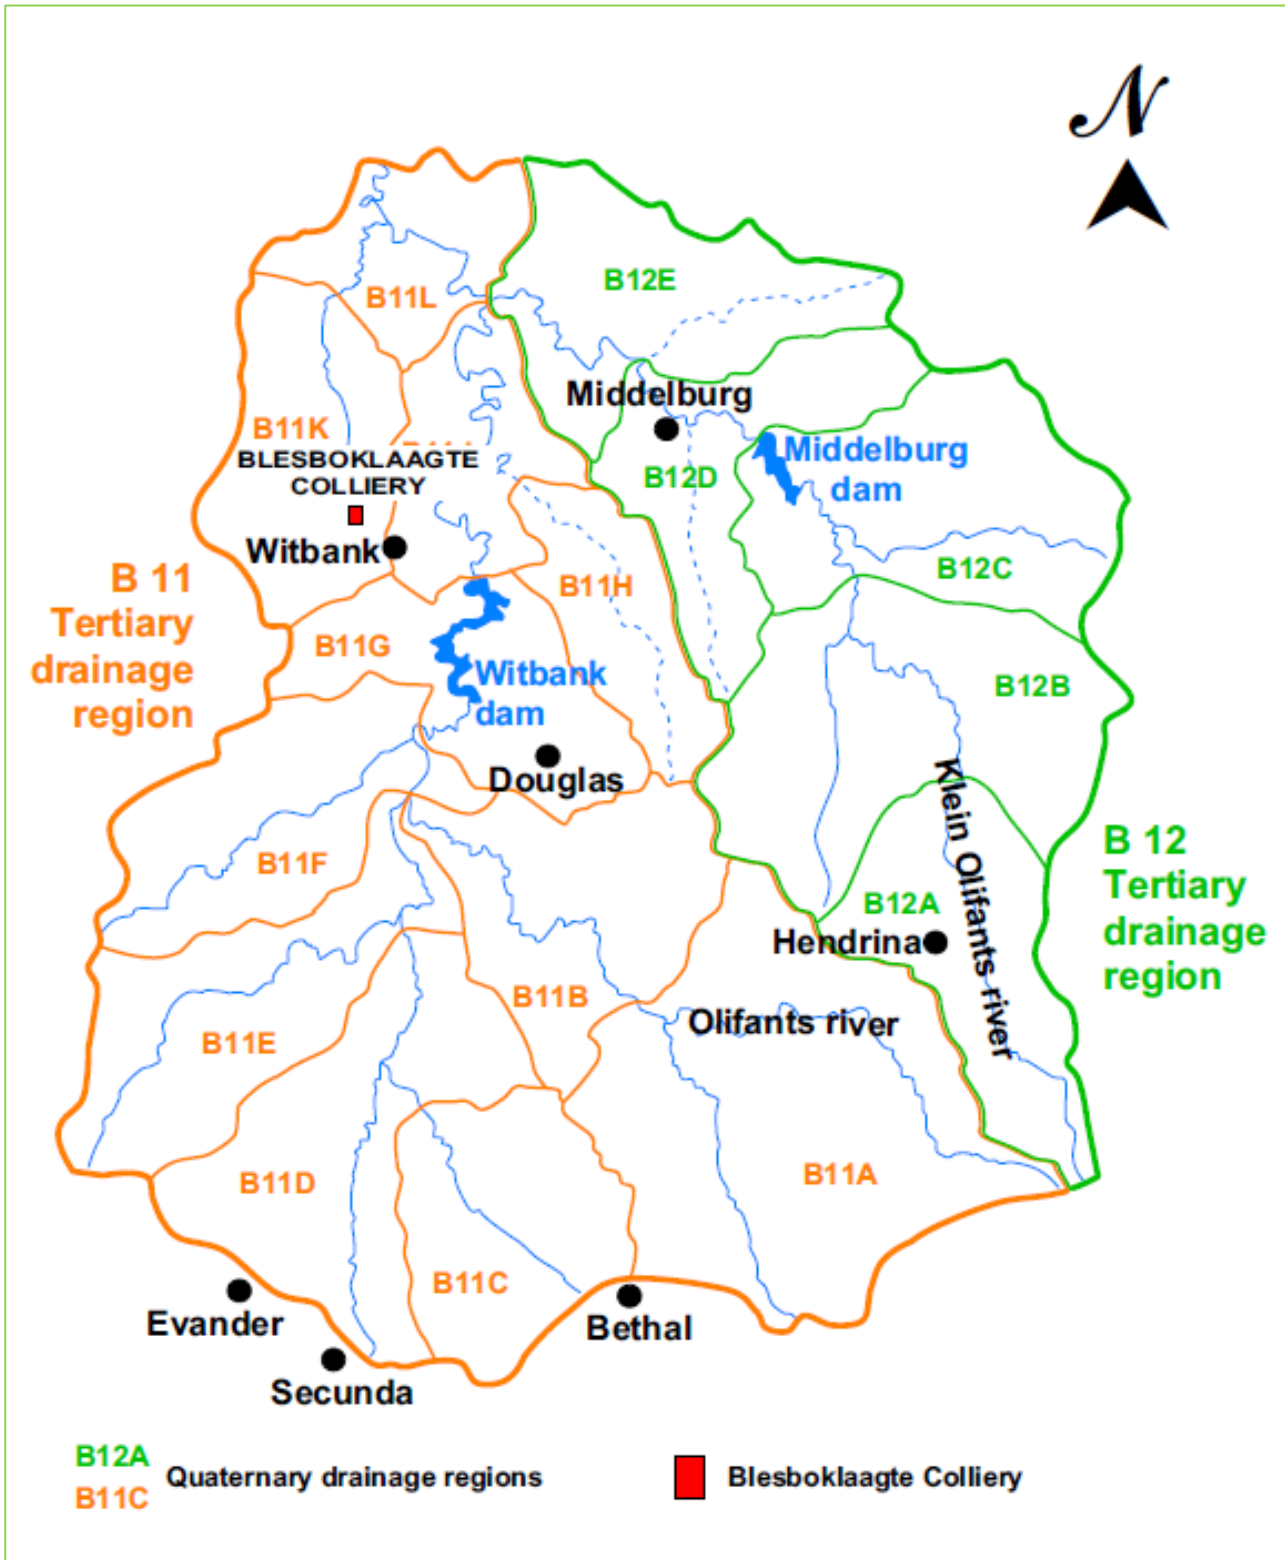 N
B12E
B11L
Middelburg
B11K
Middelburg
dam
BLESBOKLAAGTE
COLLIERY
B12D
Witbank
B12C
B 11
Tertiary
drainage
region
B11H
B11G
Witbank
dam
B12B
Douglas
Klein Olifants river
B11F
B 12
Tertiary
drainage
region
B12A
Hendrina
B11B
Olifants river
B11E
B11D
B11A
B11C
Evander
Bethal
Secunda
B12A
B11C
Quaternary drainage regions
Blesboklaagte Colliery